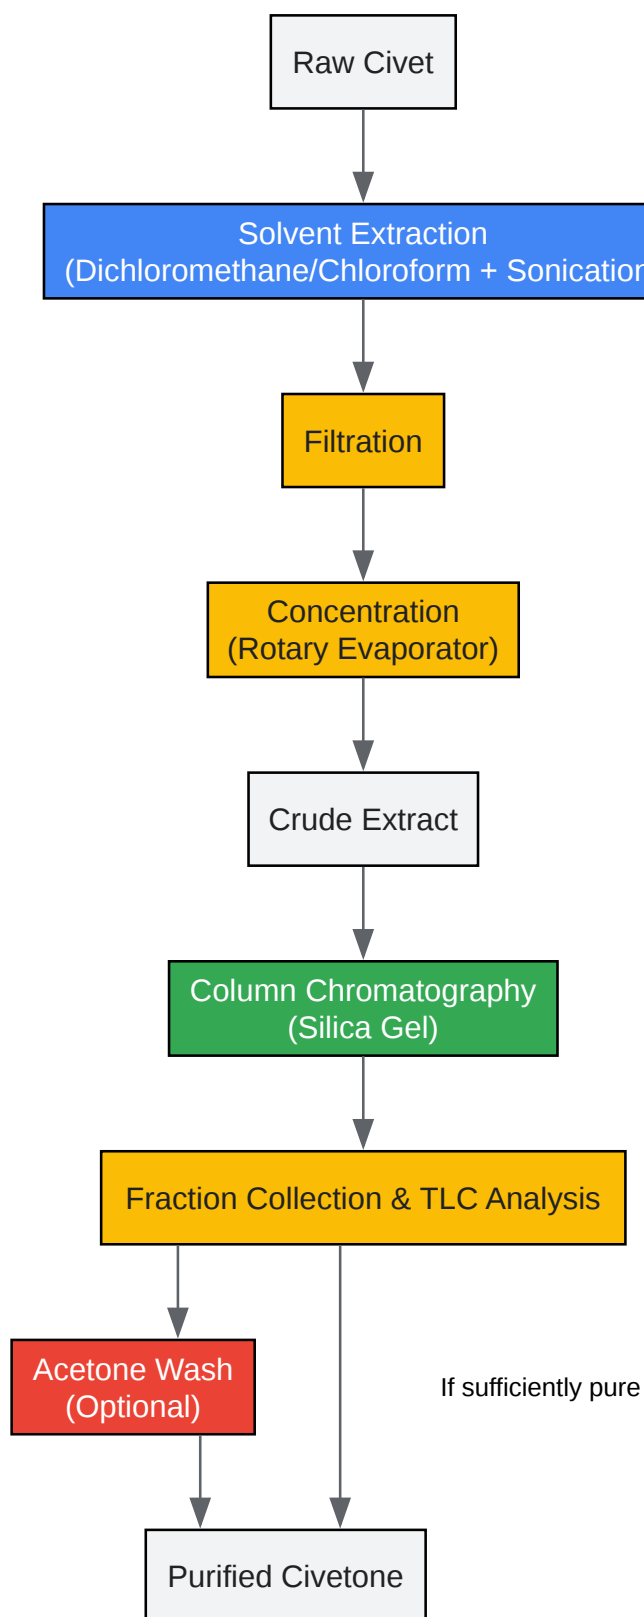 Raw Civet
Solvent Extraction
(Dichloromethane/Chloroform + Sonication
Filtration
Concentration
(Rotary Evaporator)
Crude Extract
Column Chromatography
(Silica Gel)
Fraction Collection & TLC Analysis
Acetone Wash
(Optional)
If sufficiently pure
Purified Civetone